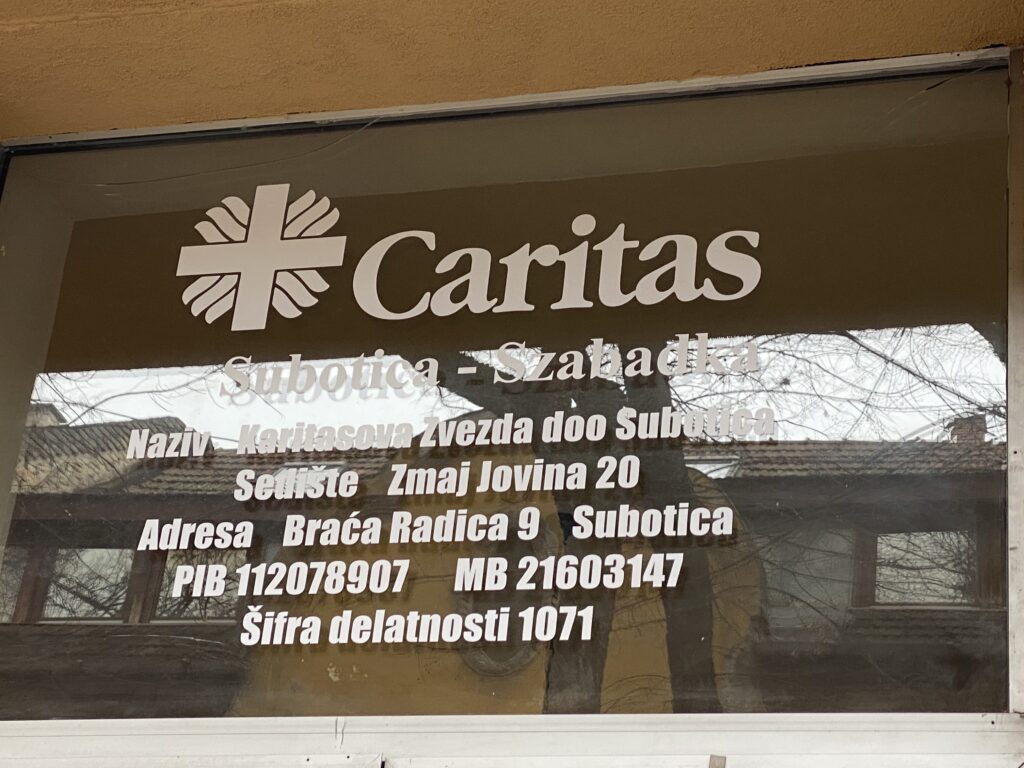 Caritas
Subotica - Szabadka
Naziv Karitasova Zvezda doo Subotica
Sedište Zmaj Jovina 20
Adresa Braća Radica 9 Subotica
PIB 112078907 MB 21603147
Šifra delatnosti 1071